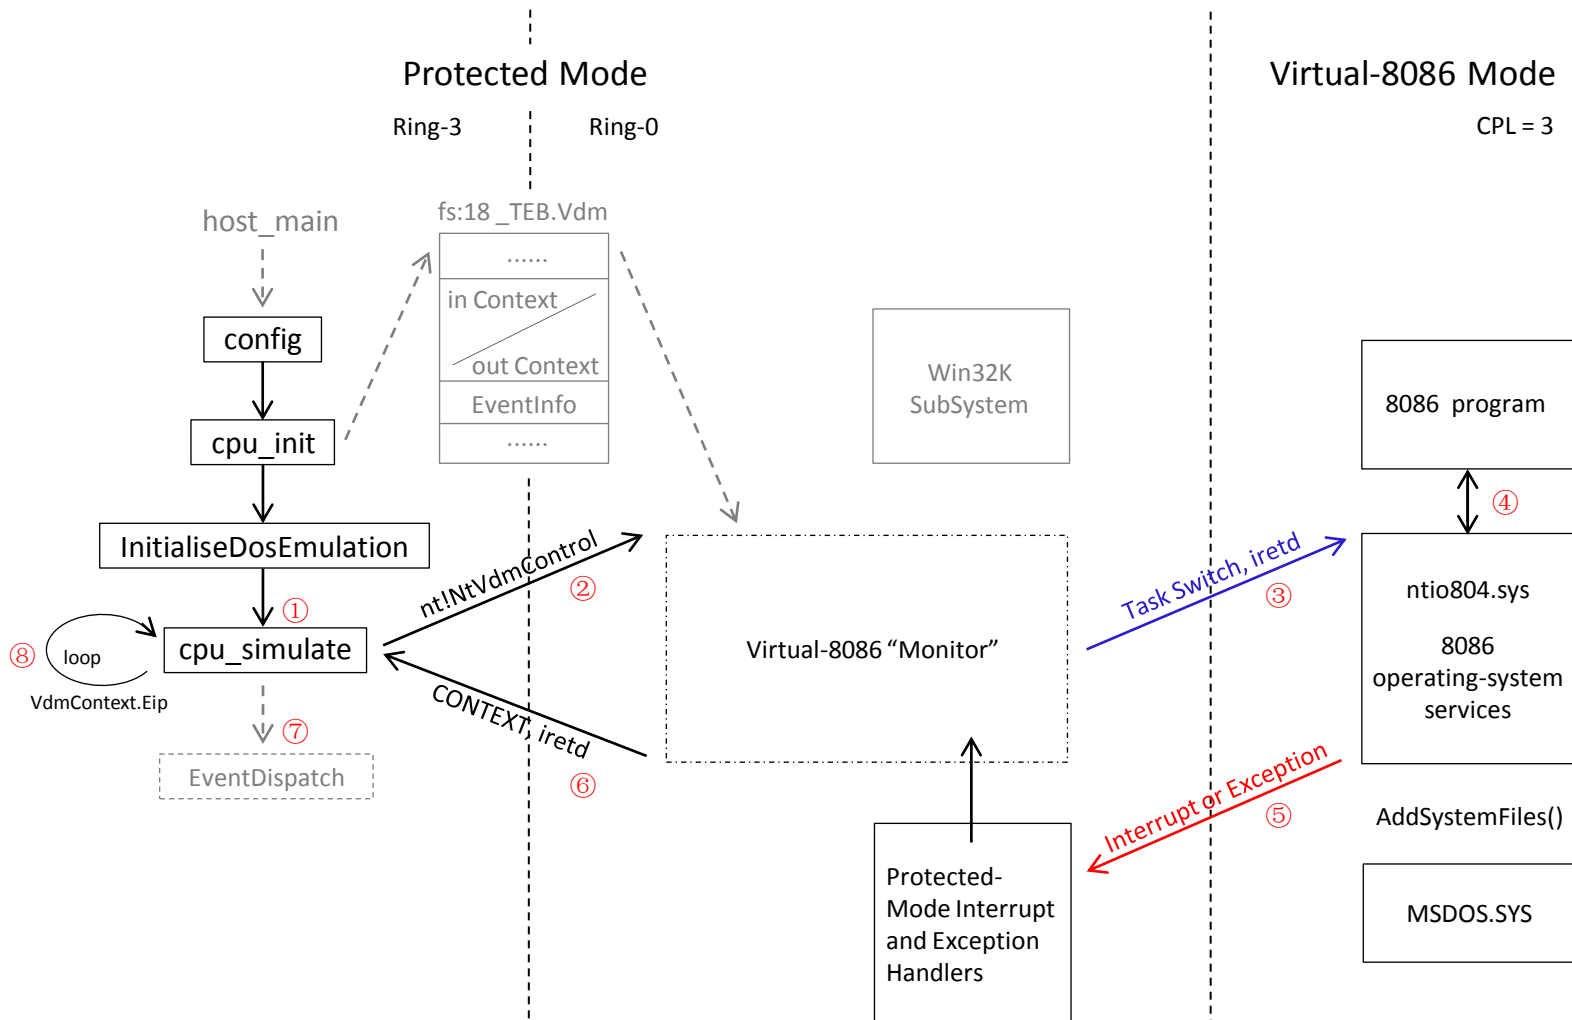 Protected Mode
Virtual-8086 Mode
Ring-3
Ring-0
CPL = 3
host_main
fs:18 _TEB.Vdm
......
in Context
out Context
EventInfo
......
config
cpu_init
InitialiseDosEmulation
①
cpu_simulate
⑧
loop
VdmContext.Eip
⑦
EventDispatch
nt!NtVdmControl
②
CONTEXT, iretd
⑥
Win32K
SubSystem
Virtual-8086 “Monitor”
Protected-
Mode Interrupt
and Exception
Handlers
Task Switch, iretd
③
Interrupt or Exception
⑤
8086 program
④
ntio804.sys
8086
operating-system
services
AddSystemFiles()
MSDOS.SYS